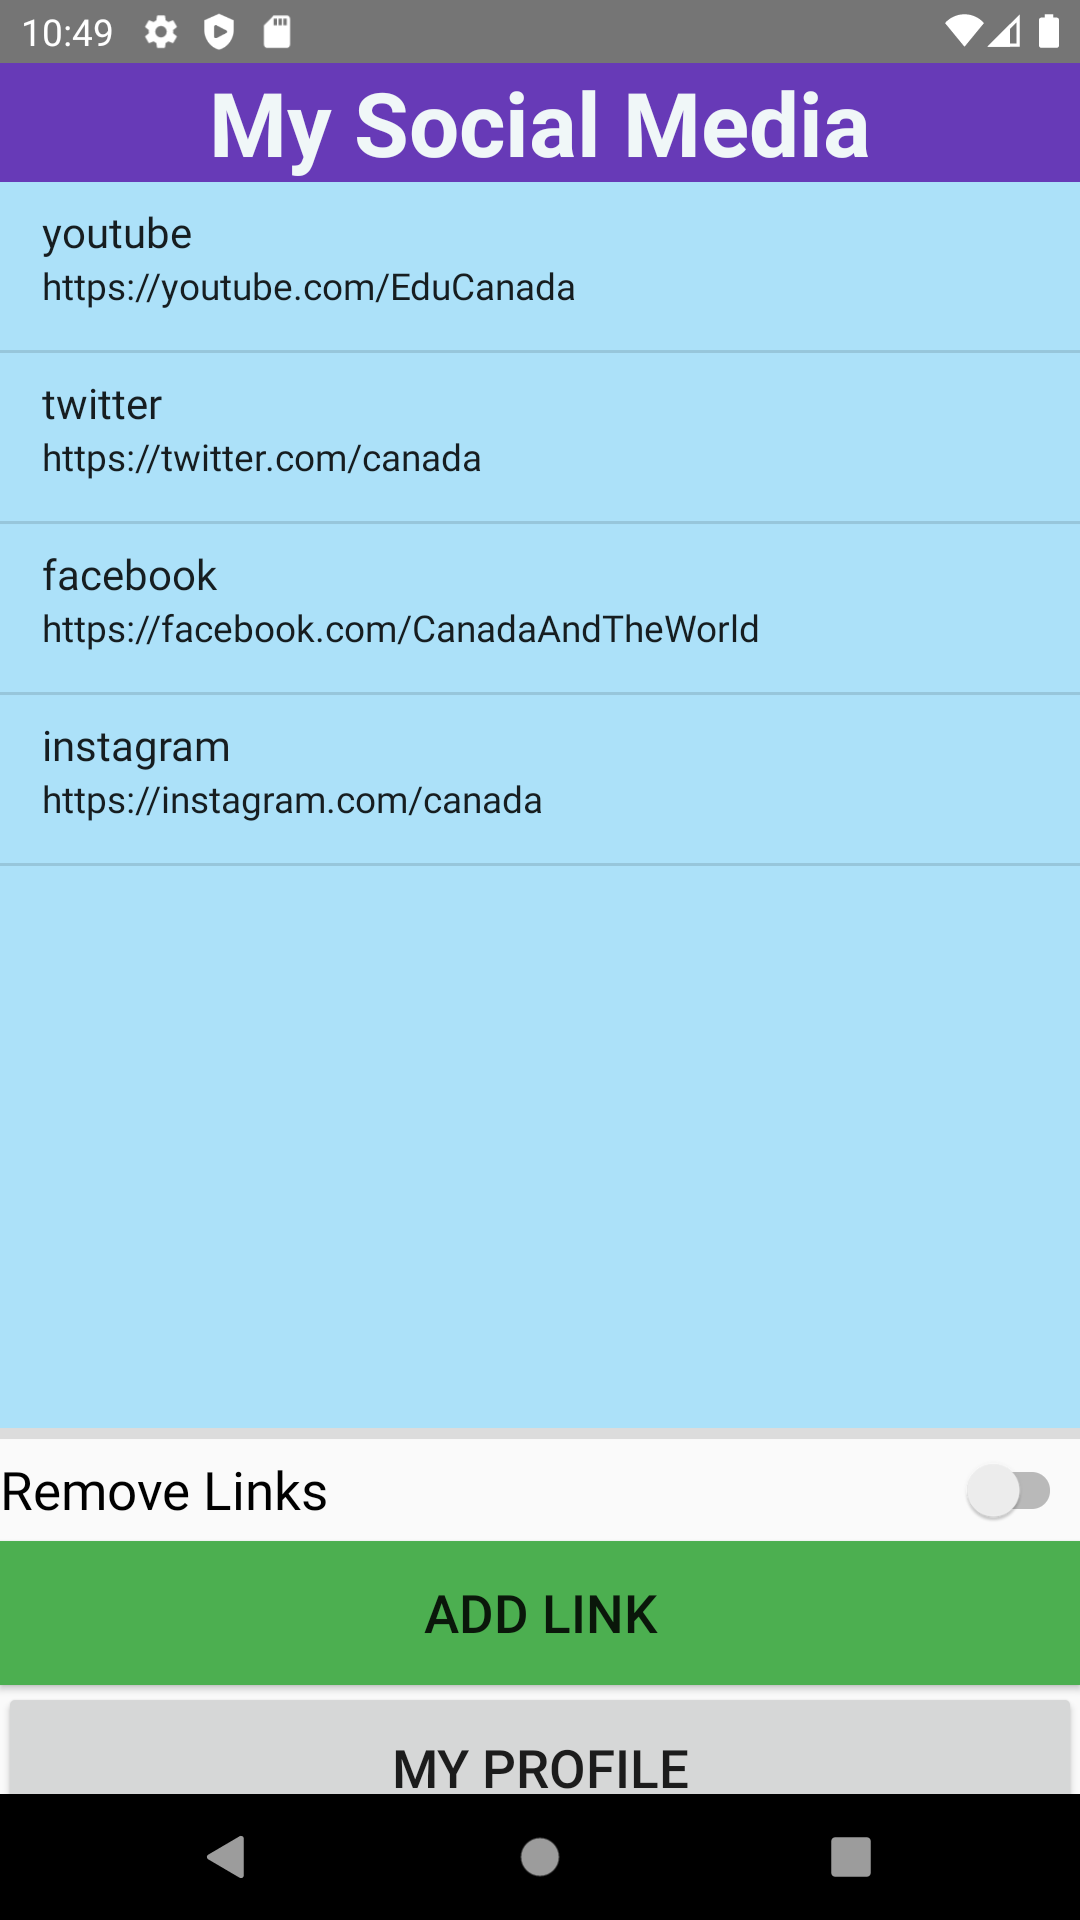 10:49
My Social Media
youtube
https://youtube.com/EduCanada
twitter
https://twitter.com/canada
facebook
https://facebook.com/CanadaAndTheWorld
instagram
https://instagram.com/canada
Remove Links
ADD LINK
MY PROFILE